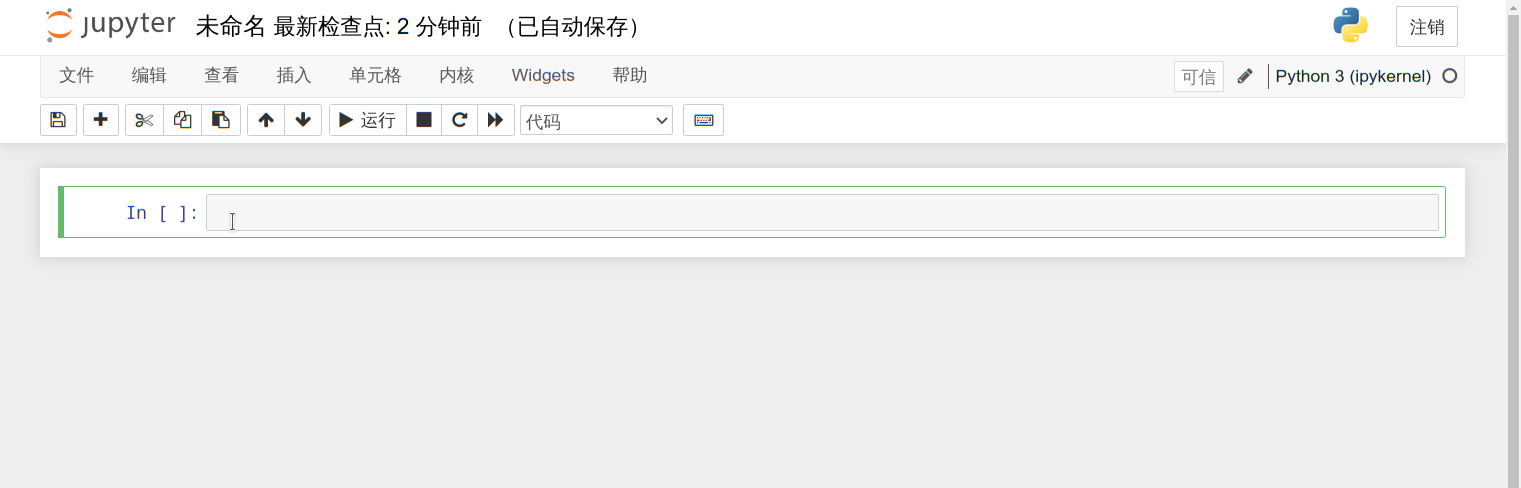 jupyter 未命名 最新检查点: 2 分钟前 （已自动保存） 注销
文件 编辑 查看 插入 单元格 内核 Widgets 帮助 可信 Python 3 (ipykernel)
运行 代码
In [ ]: